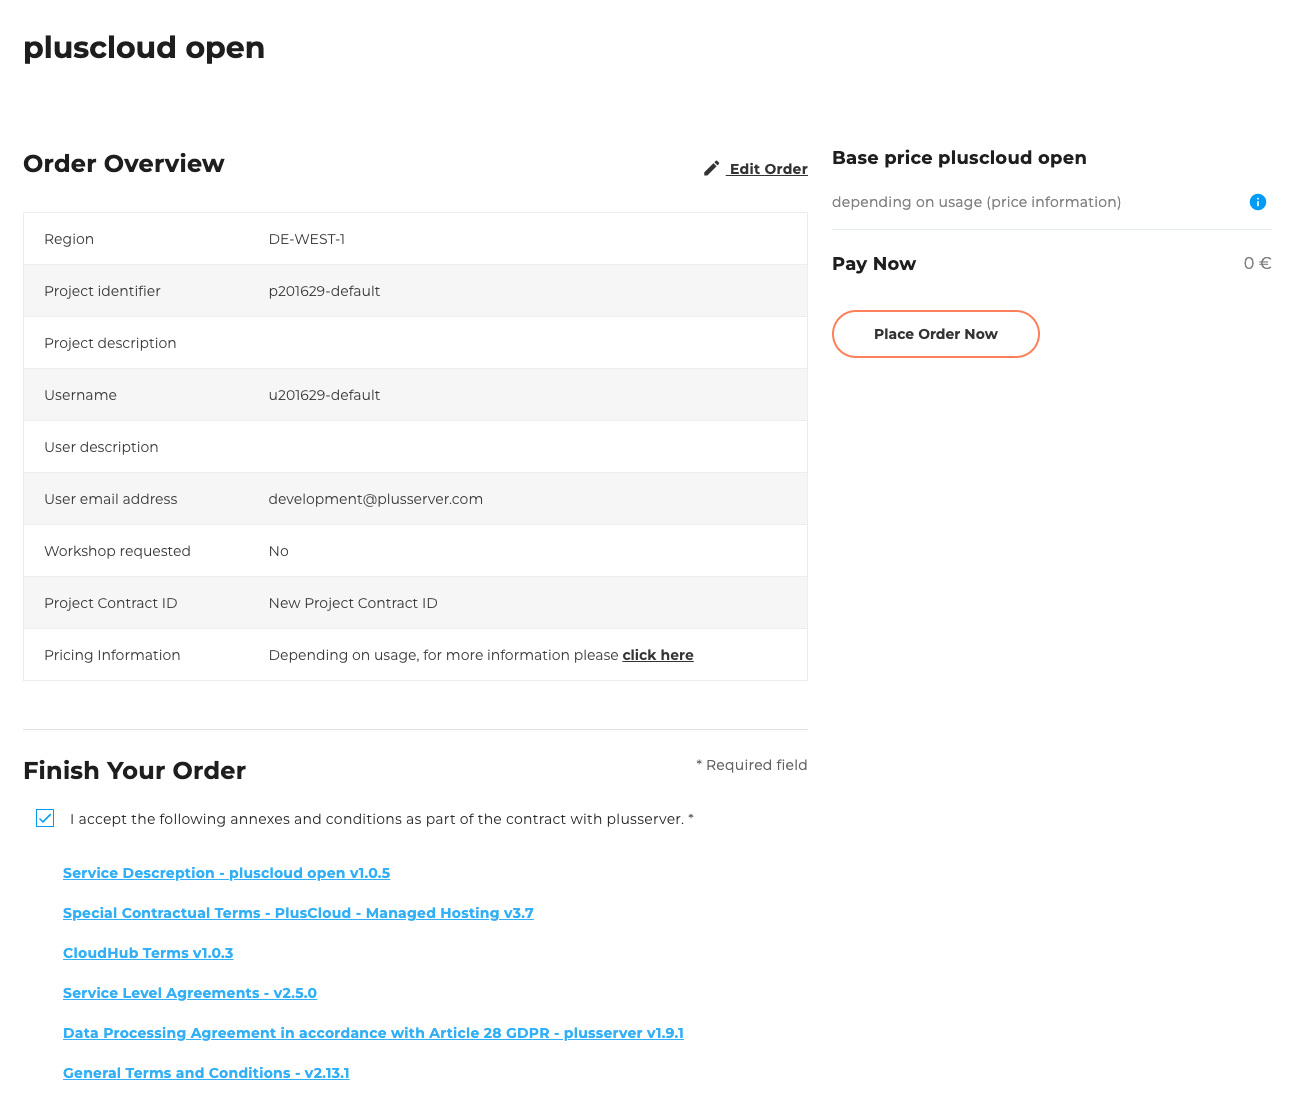 pluscloud open
Order Overview
Edit Order
Region DE-WEST-1
Project identifier p201629-default
Project description
Username u201629-default
User description
User email address development@plusserver.com
Workshop requested No
Project Contract ID New Project Contract ID
Pricing Information Depending on usage, for more information please click here
Base price pluscloud open
depending on usage (price information)
Pay Now 0 €
Place Order Now
Finish Your Order
* Required field
I accept the following annexes and conditions as part of the contract with plusserver. *
Service Descreption - pluscloud open v1.0.5
Special Contractual Terms - PlusCloud - Managed Hosting v3.7
CloudHub Terms v1.0.3
Service Level Agreements - v2.5.0
Data Processing Agreement in accordance with Article 28 GDPR - plusserver v1.9.1
General Terms and Conditions - v2.13.1